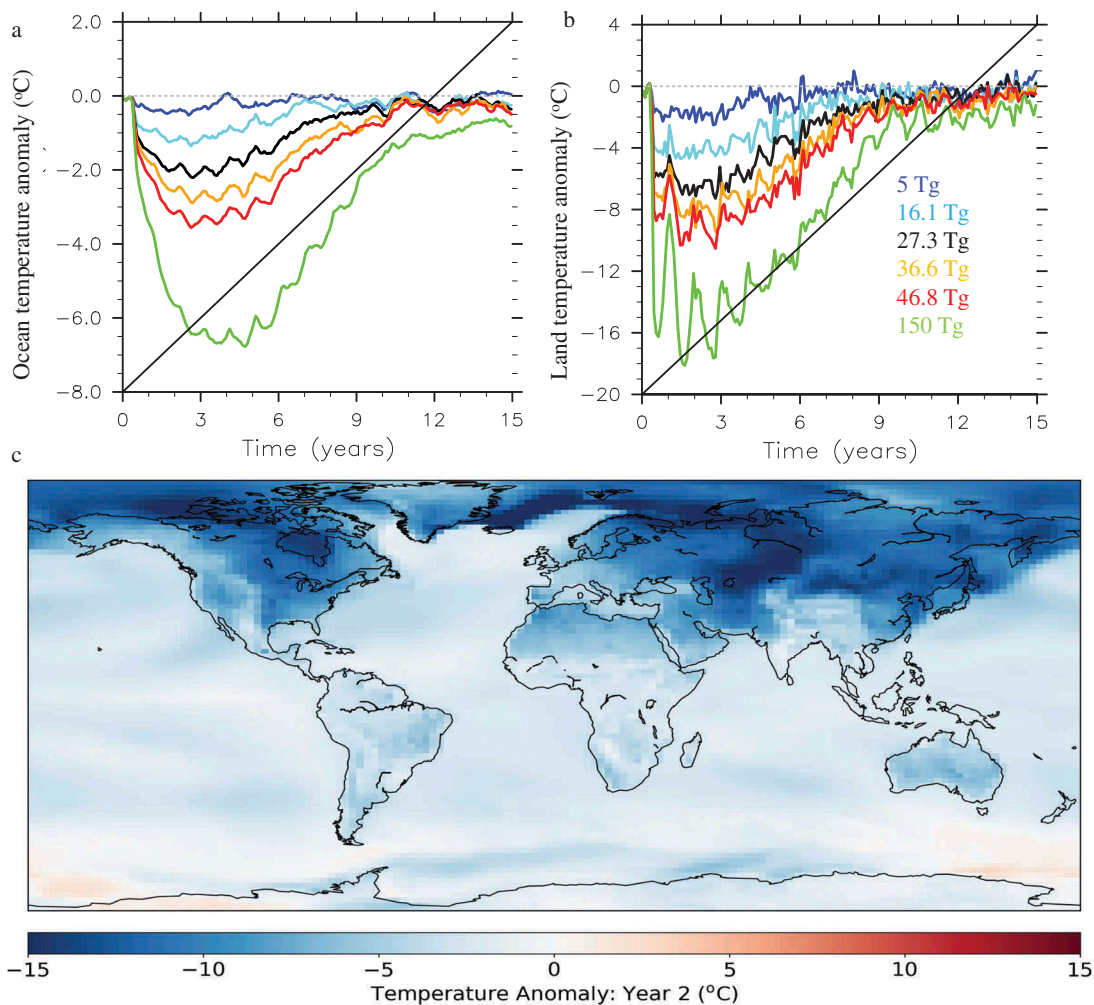 a
Ocean temperature anomaly (°C)
2.0
0.0
−2.0
−4.0
−6.0
−8.0
0 3 6 9 12 15
Time (years)
b
Land temperature anomaly (°C)
4
0
−4
−8
−12
−16
−20
5 Tg
16.1 Tg
27.3 Tg
36.6 Tg
46.8 Tg
150 Tg
0 3 6 9 12 15
Time (years)
c
−15 −10 −5 0 5 10 15
Temperature Anomaly: Year 2 (°C)